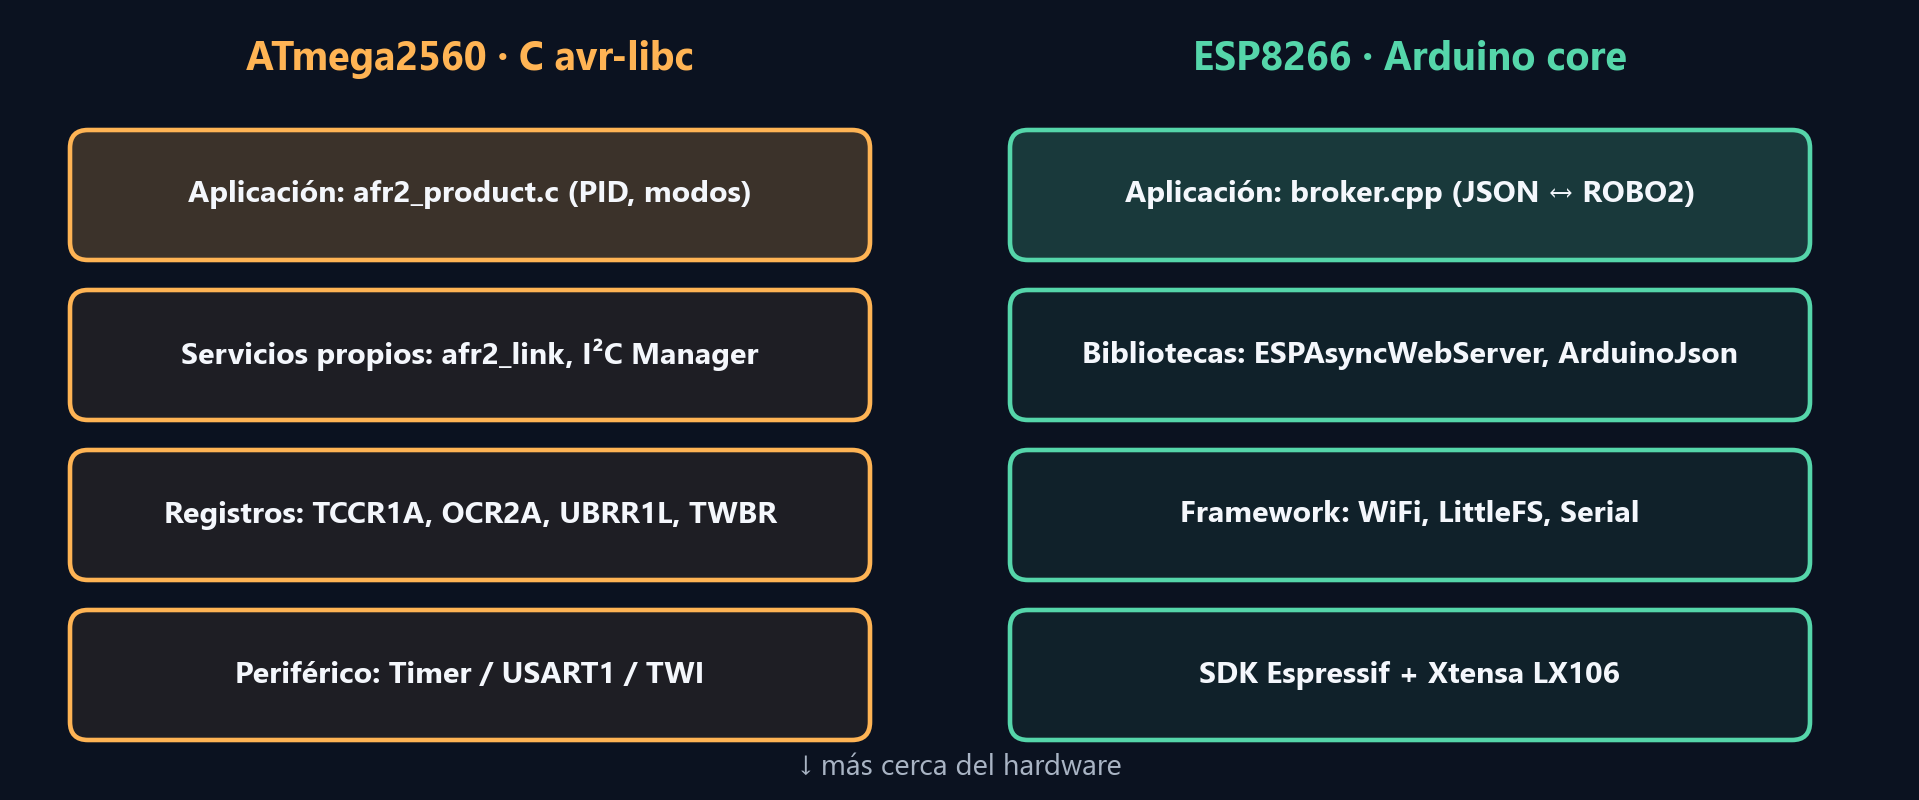 ATmega2560 · C avr-libc
Aplicación: afr2_product.c (PID, modos)
Servicios propios: afr2_link, I²C Manager
Registros: TCCR1A, OCR2A, UBRR1L, TWBR
Periférico: Timer / USART1 / TWI
ESP8266 · Arduino core
Aplicación: broker.cpp (JSON ↔ ROBO2)
Bibliotecas: ESPAsyncWebServer, ArduinoJson
Framework: WiFi, LittleFS, Serial
SDK Espressif + Xtensa LX106
↓ más cerca del hardware